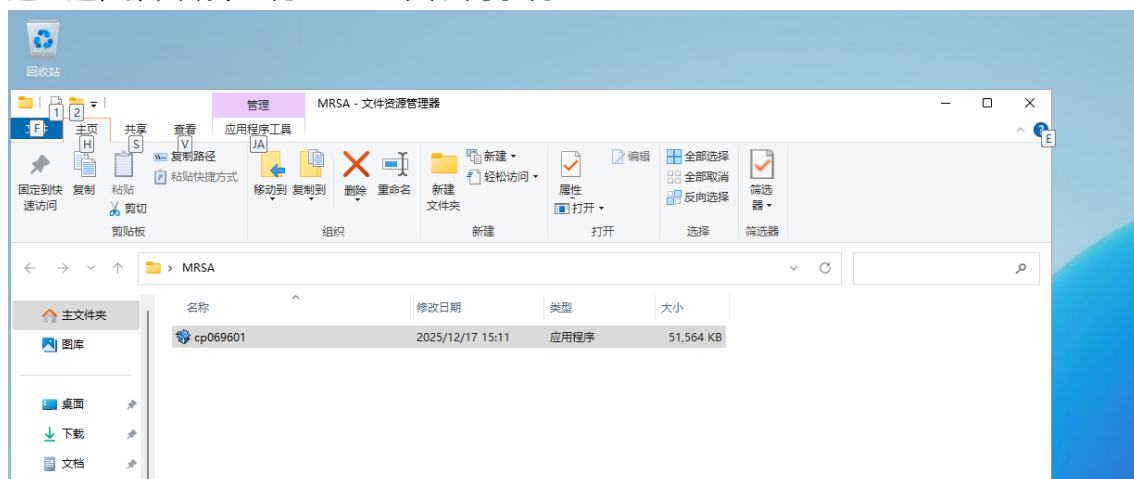 回收站
1
2
管理
MRSA - 文件资源管理器
F
主页
共享
查看
应用程序工具
H
S
V
JA
E
固定到快速访问
复制
粘贴
复制路径
粘贴快捷方式
剪切
移动到
复制到
删除
重命名
新建文件夹
新建
轻松访问
属性
打开
编辑
全部选择
全部取消
反向选择
筛选器
剪贴板
组织
新建
打开
选择
筛选器
MRSA
主文件夹
图库
桌面
下载
文档
名称
修改日期
类型
大小
cp069601
2025/12/17 15:11
应用程序
51,564 KB